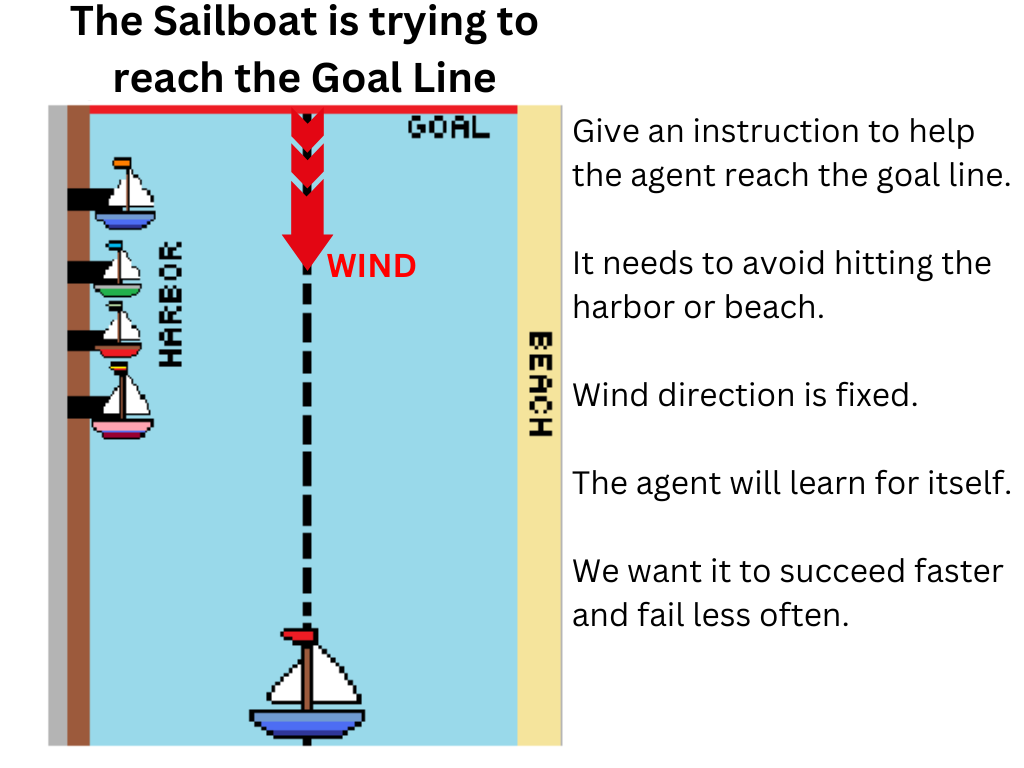 The Sailboat is trying to
reach the Goal Line
GOAL
WIND
HARBOR
BEACH
Give an instruction to help
the agent reach the goal line.
It needs to avoid hitting the
harbor or beach.
Wind direction is fixed.
The agent will learn for itself.
We want it to succeed faster
and fail less often.